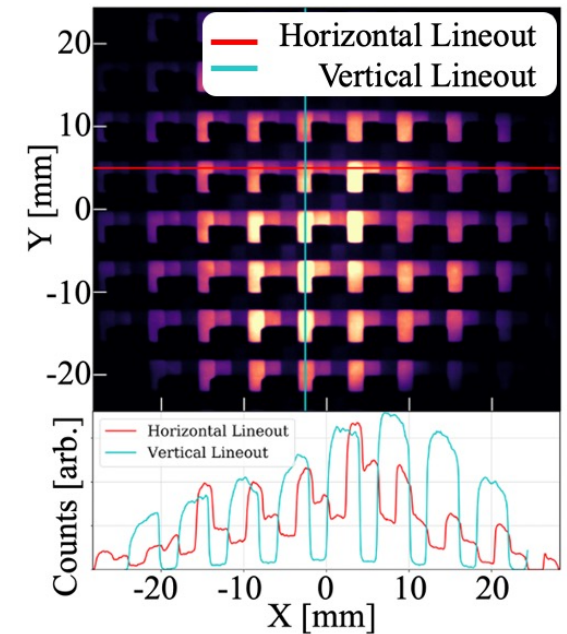 Horizontal Lineout
Vertical Lineout
20
10
0
-10
-20
Y [mm]
Horizontal Lineout
Vertical Lineout
Counts [arb.]
-20 -10 0 10 20
X [mm]